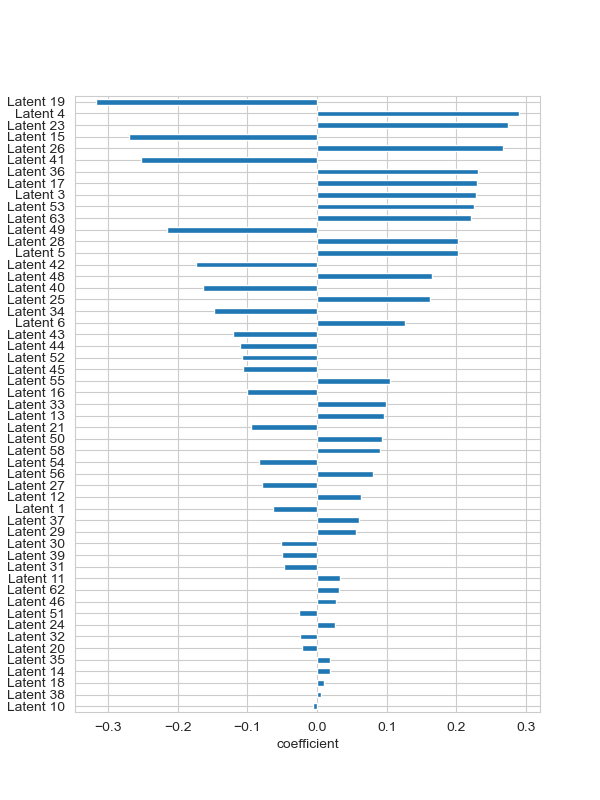 Latent 19
Latent 4
Latent 23
Latent 15
Latent 26
Latent 41
Latent 36
Latent 17
Latent 3
Latent 53
Latent 63
Latent 49
Latent 28
Latent 5
Latent 42
Latent 48
Latent 40
Latent 25
Latent 34
Latent 6
Latent 43
Latent 44
Latent 52
Latent 45
Latent 55
Latent 16
Latent 33
Latent 13
Latent 21
Latent 50
Latent 58
Latent 54
Latent 56
Latent 27
Latent 12
Latent 1
Latent 37
Latent 29
Latent 30
Latent 39
Latent 31
Latent 11
Latent 62
Latent 46
Latent 51
Latent 24
Latent 32
Latent 20
Latent 35
Latent 14
Latent 18
Latent 38
Latent 10
−0.3 −0.2 −0.1 0.0 0.1 0.2 0.3
coefficient